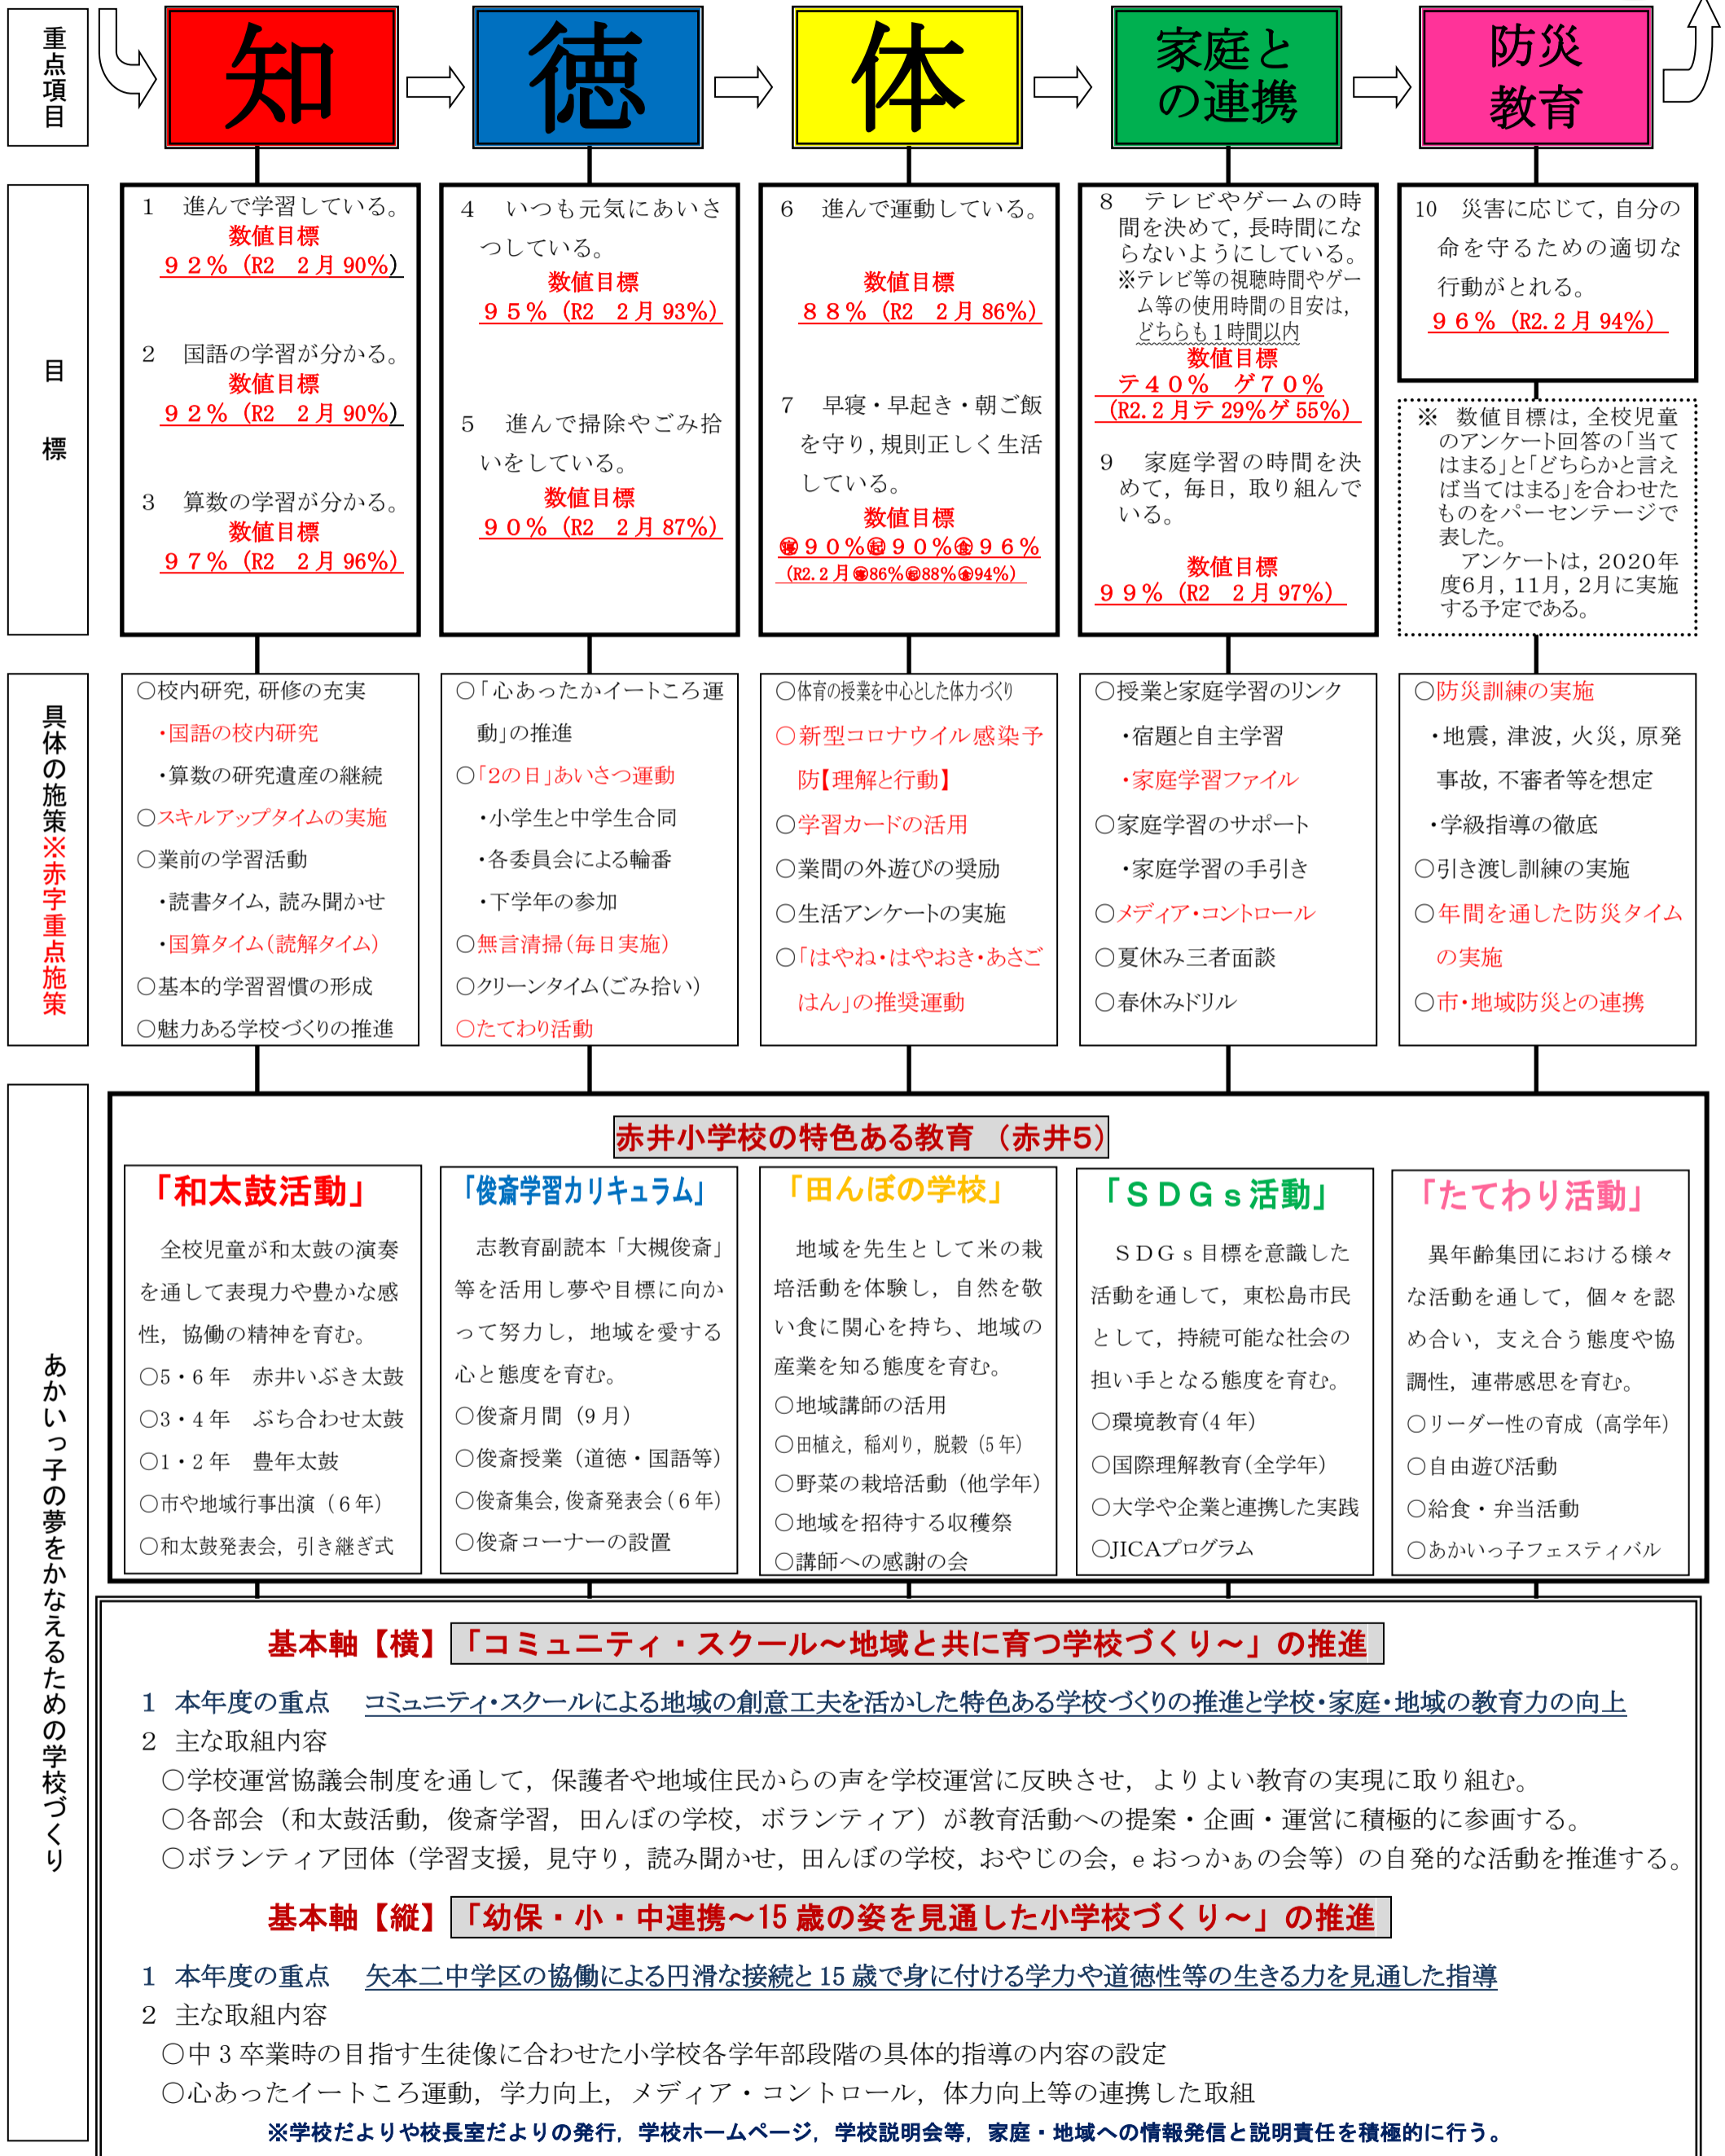 重点項目
知
徳
体
家庭と
の連携
防災
教育
目　標
1　進んで学習している。
数値目標
９２％（R2　2月90%）
2　国語の学習が分かる。
数値目標
９２％（R2　2月90%）
3　算数の学習が分かる。
数値目標
９７％（R2　2月96%）
4　いつも元気にあいさ
つしている。
数値目標
９５％（R2　2月93%）
5　進んで掃除やごみ拾
いをしている。
数値目標
９０％（R2　2月87%）
6　進んで運動している。
数値目標
８８％（R2　2月86%）
7　早寝・早起き・朝ご飯
を守り，規則正しく生活
している。
数値目標
㊝９０％㊝９０％㊝９６％
8　テレビやゲームの時
間を決めて，長時間にな
らないようにしている。
※テレビ等の視聴時間やゲー
ム等の使用時間の目安は，
どちらも１時間以内
数値目標
テ４０％　ゲ７０％
（R2.2月テ29%ゲ55%）
9　家庭学習の時間を決
めて，毎日，取り組んで
いる。
数値目標
９９％（R2　2月97%）
10　災害に応じて，自分の
命を守るための適切な
行動がとれる。
９６％（R2.2月94%）
※　数値目標は，全校児童
のアンケート回答の「当て
はまる」と「どちらかと言え
ば当てはまる」を合わせた
ものをパーセンテージで
表した。
アンケートは，2020年
度6月，11月，2月に実施
する予定である。
具体の施策※赤字重点施策
○校内研究，研修の充実
・国語の校内研究
・算数の研究遺産の継続
○スキルアップタイムの実施
○業前の学習活動
・読書タイム，読み聞かせ
・国算タイム（読解タイム）
○基本的学習習慣の形成
○魅力ある学校づくりの推進
○「心あったかイートころ運
動」の推進
○「2の日」あいさつ運動
・小学生と中学生合同
・各委員会による輪番
・下学年の参加
○無言清掃（毎日実施）
○クリーンタイム（ごみ拾い）
○たてわり活動
○体育の授業を中心とした体力づくり
○新型コロナウイル感染予
防【理解と行動】
○学習カードの活用
○業間の外遊びの奨励
○生活アンケートの実施
○「はやね・はやおき・あさご
はん」の推奨運動
○授業と家庭学習のリンク
・宿題と自主学習
・家庭学習ファイル
○家庭学習のサポート
・家庭学習の手引き
○メディア・コントロール
○夏休み三者面談
○春休みドリル
○防災訓練の実施
・地震，津波，火災，原発
事故，不審者等を想定
・学級指導の徹底
○引き渡し訓練の実施
○年間を通した防災タイム
の実施
○市・地域防災との連携
あかいっ子の夢をかなえるための学校づくり
赤井小学校の特色ある教育　（赤井５）
「和太鼓活動」
全校児童が和太鼓の演奏
を通して表現力や豊かな感
性，協働の精神を育む。
○5・6年　赤井いぶき太鼓
○3・4年　ぶち合わせ太鼓
○1・2年　豊年太鼓
○市や地域行事出演（6年）
○和太鼓発表会，引き継ぎ式
「俊斎学習カリキュラム」
志教育副読本「大槻俊斎」
等を活用し夢や目標に向か
って努力し，地域を愛する
心と態度を育む。
○俊斎月間（9月）
○俊斎授業（道徳・国語等）
○俊斎集会，俊斎発表会（6年）
○俊斎コーナーの設置
「田んぼの学校」
地域を先生として米の栽
培活動を体験し，自然を敬
い食に関心を持ち、地域の
産業を知る態度を育む。
○地域講師の活用
○田植え，稲刈り，脱穀（5年）
○野菜の栽培活動（他学年）
○地域を招待する収穫祭
○講師への感謝の会
「ＳＤＧｓ活動」
ＳＤＧｓ目標を意識した
活動を通して，東松島市民
として，持続可能な社会の
担い手となる態度を育む。
○環境教育（4年）
○国際理解教育（全学年）
○大学や企業と連携した実践
○JICAプログラム
「たてわり活動」
異年齢集団における様々
な活動を通して，個々を認
め合い，支え合う態度や協
調性，連帯感思を育む。
○リーダー性の育成（高学年）
○自由遊び活動
○給食・弁当活動
○あかいっ子フェスティバル
基本軸【横】「コミュニティ・スクール～地域と共に育つ学校づくり～」の推進
1　本年度の重点　コミュニティ・スクールによる地域の創意工夫を活かした特色ある学校づくりの推進と学校・家庭・地域の教育力の向上
2　主な取組内容
○学校運営協議会制度を通して，保護者や地域住民からの声を学校運営に反映させ，よりよい教育の実現に取り組む。
○各部会（和太鼓活動，俊斎学習，田んぼの学校，ボランティア）が教育活動への提案・企画・運営に積極的に参画する。
○ボランティア団体（学習支援，見守り，読み聞かせ，田んぼの学校，おやじの会，eおっかぁの会等）の自発的な活動を推進する。
基本軸【縦】「幼保・小・中連携～15歳の姿を見通した小学校づくり～」の推進
1　本年度の重点　矢本二中学区の協働による円滑な接続と15歳で身に付ける学力や道徳性等の生きる力を見通した指導
2　主な取組内容
○中3卒業時の目指す生徒像に合わせた小学校各学年部段階の具体的指導の内容の設定
○心あったイートころ運動，学力向上，メディア・コントロール，体力向上等の連携した取組
※学校だよりや校長室だよりの発行，学校ホームページ，学校説明会等，家庭・地域への情報発信と説明責任を積極的に行う。